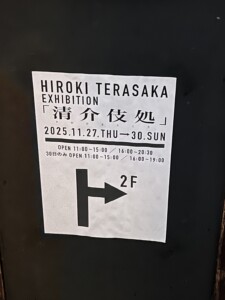 HIROKI TERASAKA
EXHIBITION
「清介伎処」
2025.11.27.THU→30.SUN
OPEN 11:00-15:00 / 16:00-20:30
30日のみ OPEN 11:00-15:00 / 16:00-19:00
2F